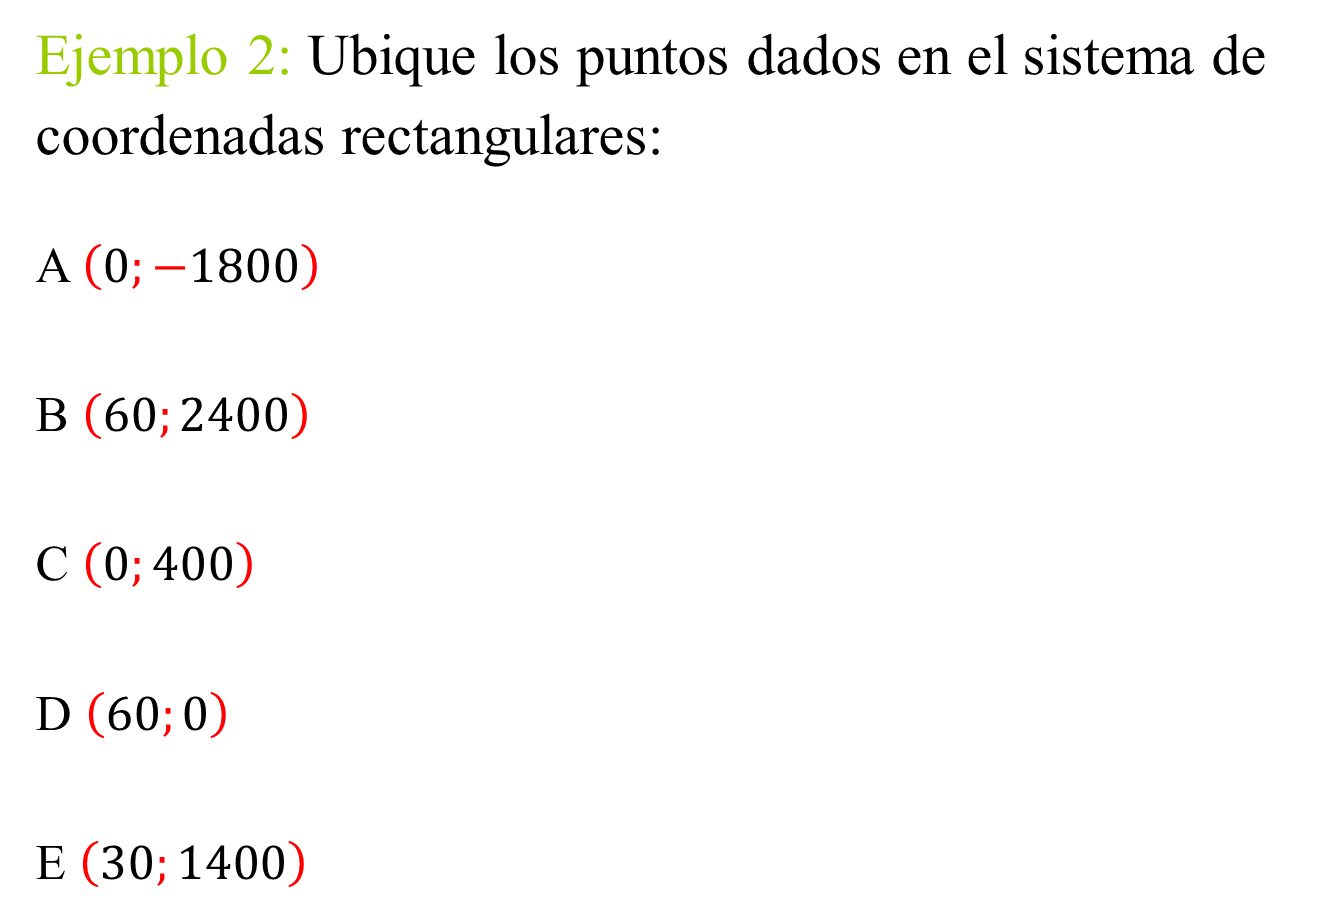 Ejemplo 2: Ubique los puntos dados en el sistema de
coordenadas rectangulares:
A (0; −1800)
B (60; 2400)
C (0; 400)
D (60; 0)
E (30; 1400)